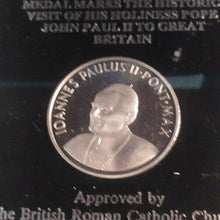 MEDAL MARKS THE HISTORIC
VISIT OF HIS HOLINESS POPE
JOHN PAUL II TO GREAT
BRITAIN
IOANNES PAULUS II·PONT·MAX
Approved by
The British Roman Catholic